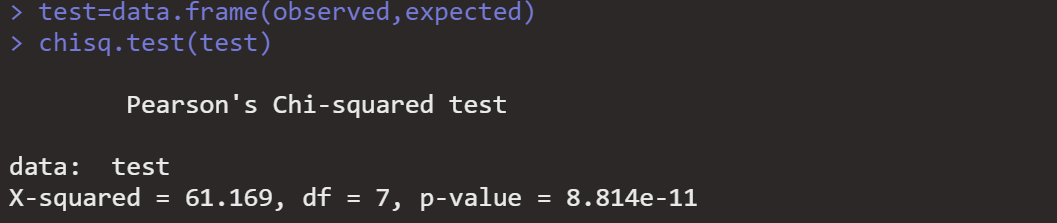 > test=data.frame(observed,expected)
> chisq.test(test)
Pearson's Chi-squared test
data:  test
X-squared = 61.169, df = 7, p-value = 8.814e-11